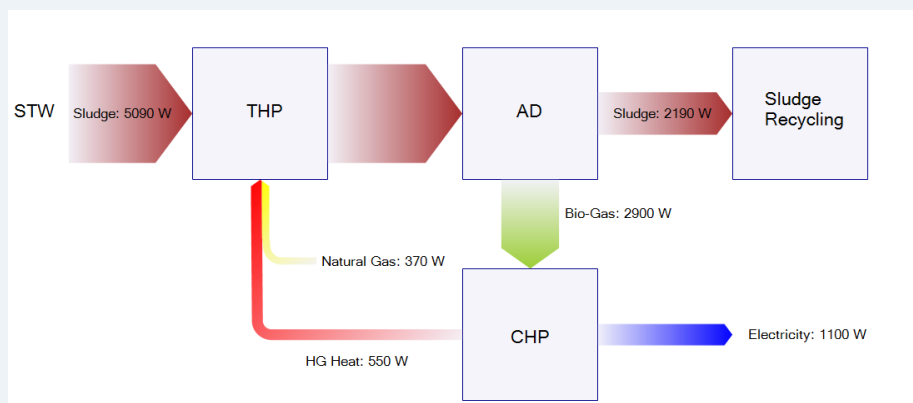 STW
Sludge: 5090 W
THP
AD
Sludge: 2190 W
Sludge
Recycling
Bio-Gas: 2900 W
Natural Gas: 370 W
HG Heat: 550 W
CHP
Electricity: 1100 W